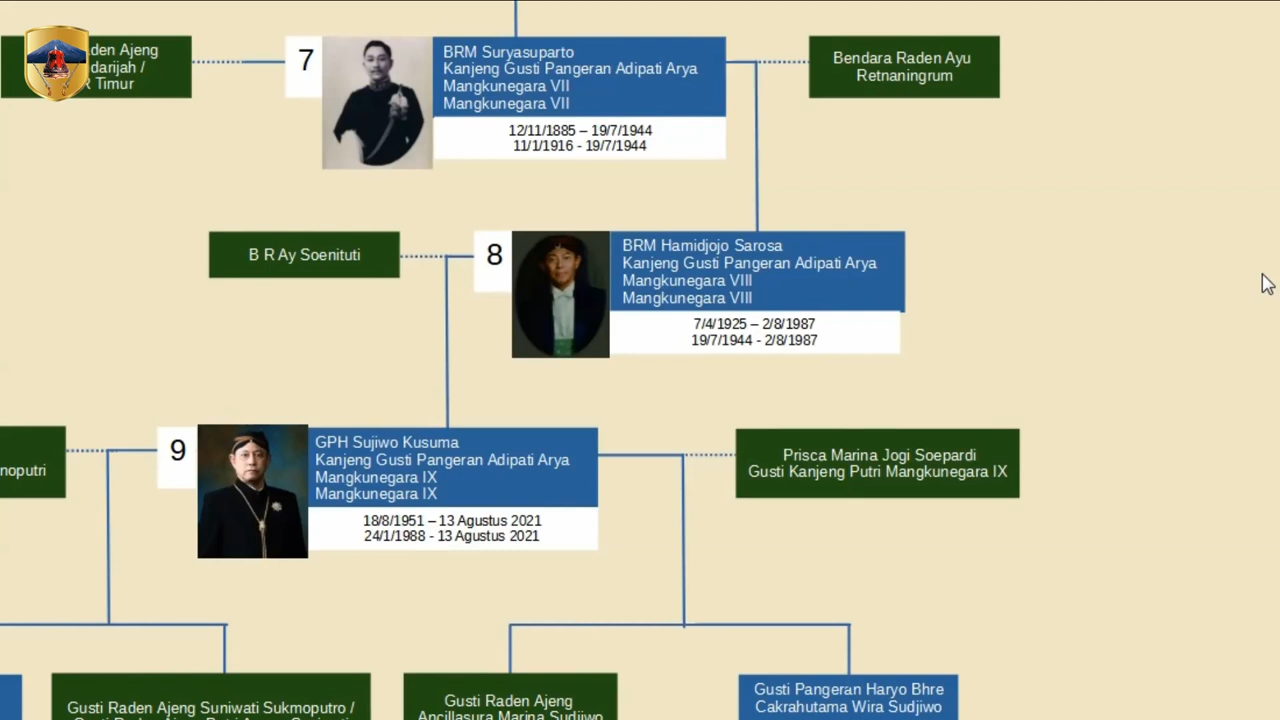 den Ajeng
darijah /
R Timur
7
BRM Suryasuparto
Kanjeng Gusti Pangeran Adipati Arya
Mangkunegara VII
Mangkunegara VII
12/11/1885 – 19/7/1944
11/1/1916 - 19/7/1944
Bendara Raden Ayu
Retnaningrum
B R Ay Soenituti
8
BRM Hamidjojo Sarosa
Kanjeng Gusti Pangeran Adipati Arya
Mangkunegara VIII
Mangkunegara VIII
7/4/1925 – 2/8/1987
19/7/1944 - 2/8/1987
noputri
9
GPH Sujiwo Kusuma
Kanjeng Gusti Pangeran Adipati Arya
Mangkunegara IX
Mangkunegara IX
18/8/1951 – 13 Agustus 2021
24/1/1988 - 13 Agustus 2021
Prisca Marina Jogi Soepardi
Gusti Kanjeng Putri Mangkunegara IX
Gusti Raden Ajeng Suniwati Sukmoputro /
Gusti Raden Ajeng
Ancillasura Marina Sudjiwo
Gusti Pangeran Haryo Bhre
Cakrahutama Wira Sudjiwo